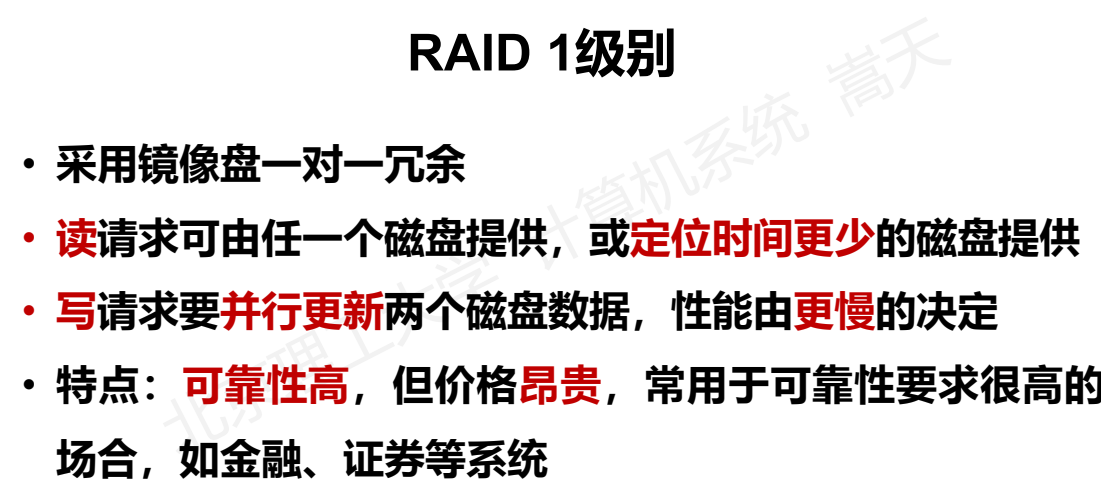 RAID 1级别
• 采用镜像盘一对一冗余
• 读请求可由任一个磁盘提供，或定位时间更少的磁盘提供
• 写请求要并行更新两个磁盘数据，性能由更慢的决定
• 特点：可靠性高，但价格昂贵，常用于可靠性要求很高的
场合，如金融、证券等系统
北京理工大学 计算机系统 嵩天